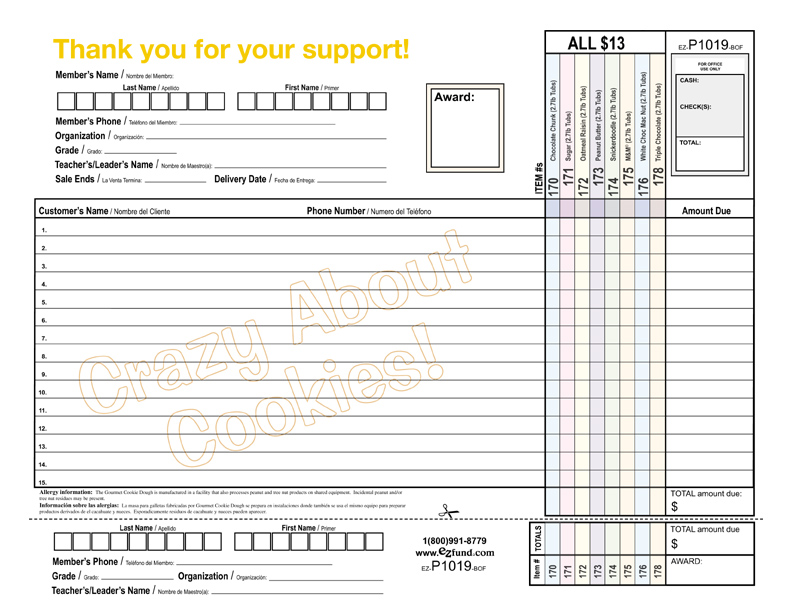 Thank you for your support!
ALL $13
EZ-P1019-BOF
Member's Name / Nombre del Miembro:
Last Name / Apellido
First Name / Primer
Member's Phone / Teléfono del Miembro:
Organization / Organización:
Grade / Grado:
Teacher's/Leader's Name / Nombre de Maestro(a):
Sale Ends / La Venta Termina:
Delivery Date / Fecha de Entrega:
Award:
ITEM #s
170 Chocolate Chunk (2.7lb Tubs)
171 Sugar (2.7lb Tubs)
172 Oatmeal Raisin (2.7lb Tubs)
173 Peanut Butter (2.7lb Tubs)
174 Snickerdoodle (2.7lb Tubs)
175 M&M® (2.7lb Tubs)
176 White Choc Mac Nut (2.7lb Tubs)
178 Triple Chocolate (2.7lb Tubs)
FOR OFFICE
USE ONLY
CASH:
CHECK(S):
TOTAL:
Customer's Name / Nombre del Cliente
Phone Number / Numero del Teléfono
Amount Due
1.
2.
3.
4.
5.
6.
7.
8.
9.
10.
11.
12.
13.
14.
15.
Crazy About
Cookies!
Allergy information: The Gourmet Cookie Dough is manufactured in a facility that also processes peanut and tree nut products on shared equipment. Incidental peanut and/or
tree nut residues may be present.
Información sobre las alergias: La masa para galletas fabricadas por Gourmet Cookie Dough se prepara en instalaciones donde también se usa el mismo equipo para preparar
productos derivados de el cacahuate y nueces. Esporadicamente residuos de cacahuate y nueces pueden aparecer.
TOTAL amount due:
$
Last Name / Apellido
First Name / Primer
Member's Phone / Teléfono del Miembro:
Grade / Grado:
Organization / Organización:
Teacher's/Leader's Name / Nombre de Maestro(a):
1(800)991-8779
www.ezfund.com
EZ-P1019-BOF
TOTALS
Item #
170
171
172
173
174
175
176
178
TOTAL amount due
$
AWARD: